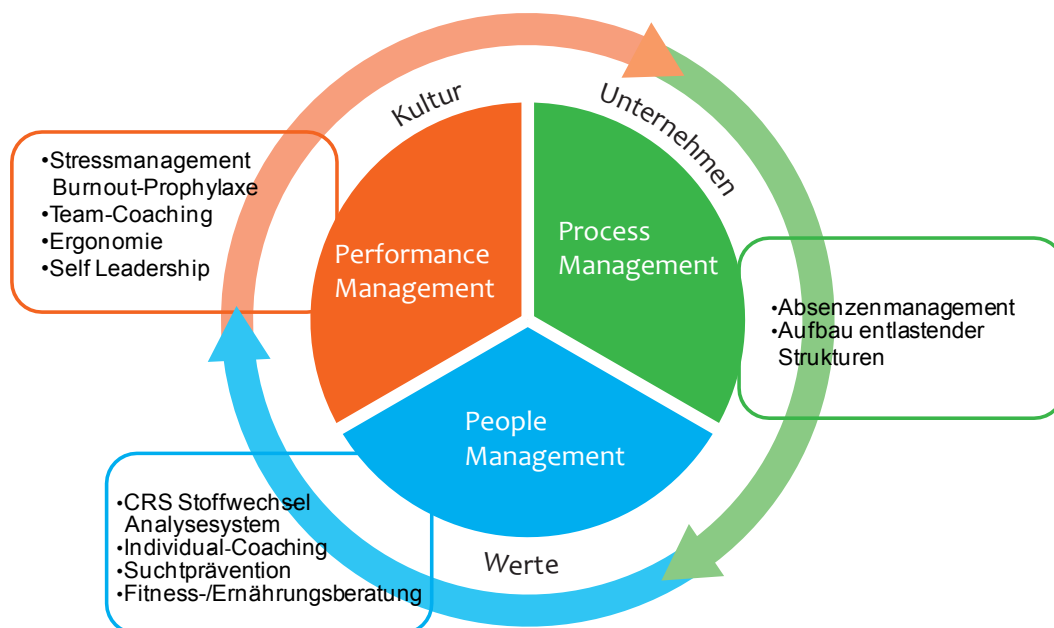 Kultur
Unternehmen
•Stressmanagement
Burnout-Prophylaxe
•Team-Coaching
•Ergonomie
•Self Leadership
Performance
Management
Process
Management
•Absenzenmanagement
•Aufbau entlastender
Strukturen
People
Management
•CRS Stoffwechsel-
Analysesystem
•Individual-Coaching
•Suchtprävention
•Fitness-/Ernährungsberatung
Werte